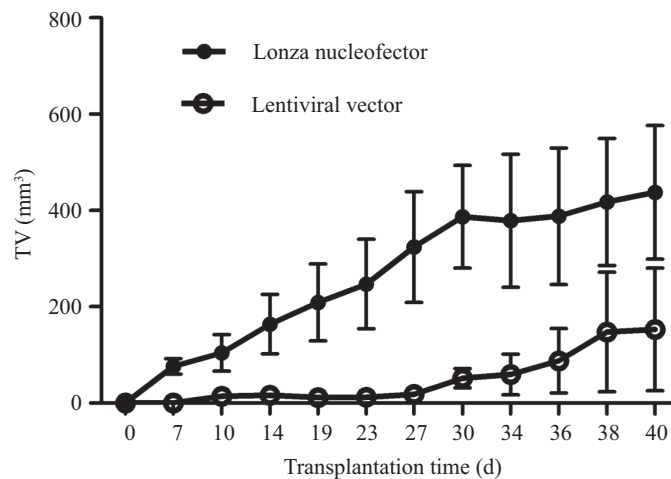 800
600
400
200
0
TV (mm³)
Lonza nucleofector
Lentiviral vector
0 7 10 14 19 23 27 30 34 36 38 40
Transplantation time (d)